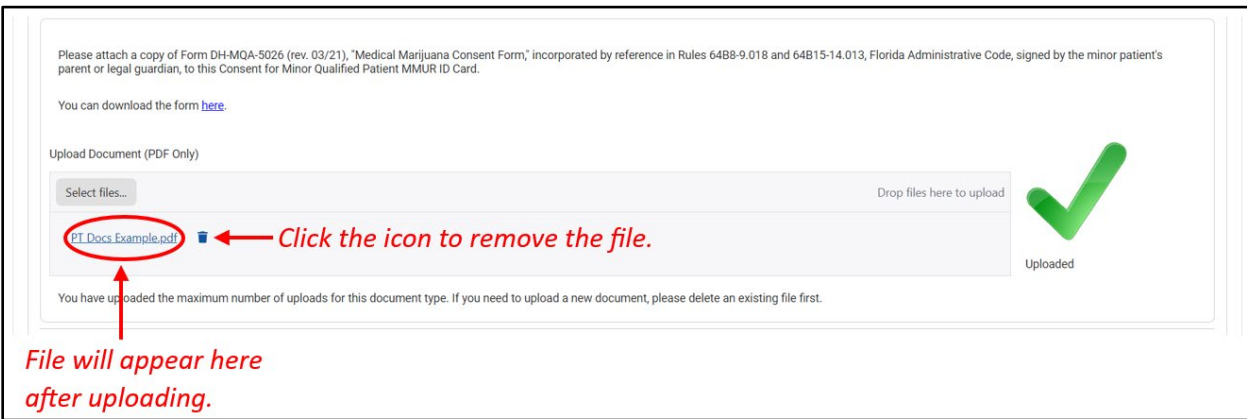 Please attach a copy of Form DH-MQA-5026 (rev. 03/21), "Medical Marijuana Consent Form," incorporated by reference in Rules 64B8-9.018 and 64B15-14.013, Florida Administrative Code, signed by the minor patient's
parent or legal guardian, to this Consent for Minor Qualified Patient MMUR ID Card.
You can download the form here.
Upload Document (PDF Only)
Select files...
Drop files here to upload
PT Docs Example.pdf
Click the icon to remove the file.
Uploaded
You have uploaded the maximum number of uploads for this document type. If you need to upload a new document, please delete an existing file first.
File will appear here
after uploading.